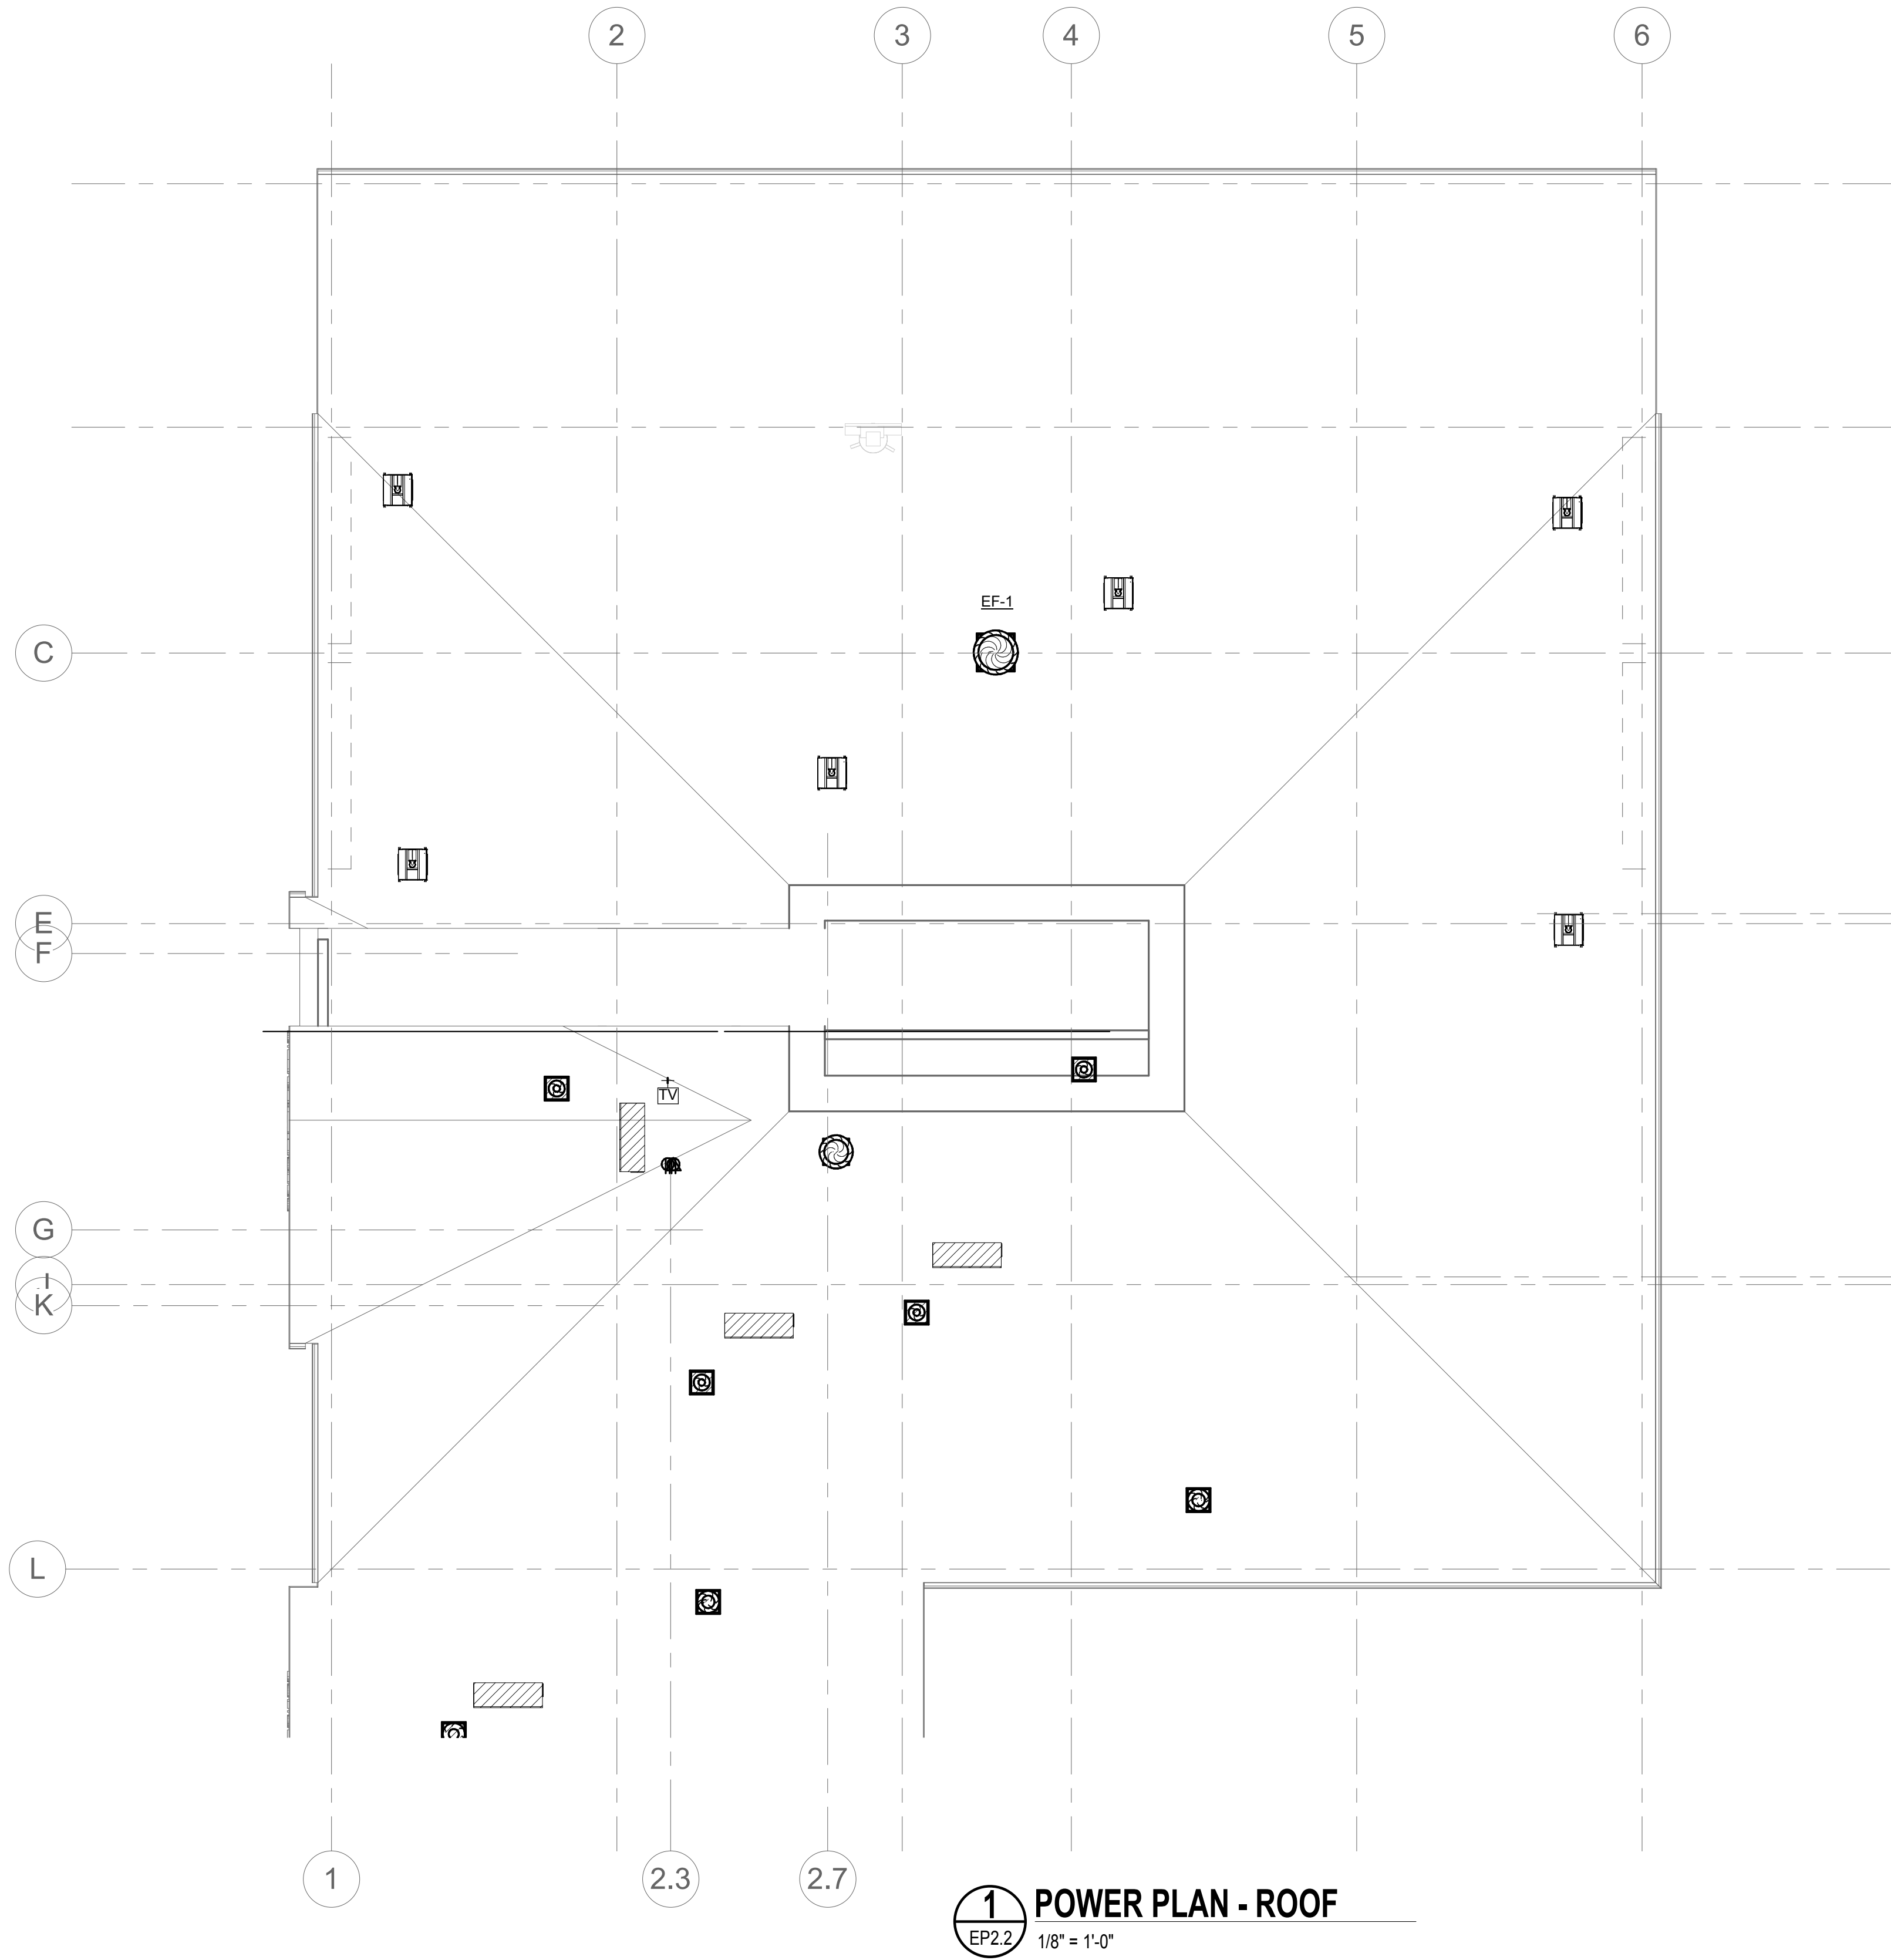 2
3
4
5
6
EF-1
C
E
F
TV
G
I
K
L
1
2.3
2.7
1
POWER PLAN - ROOF
EP2.2
1/8" = 1'-0"